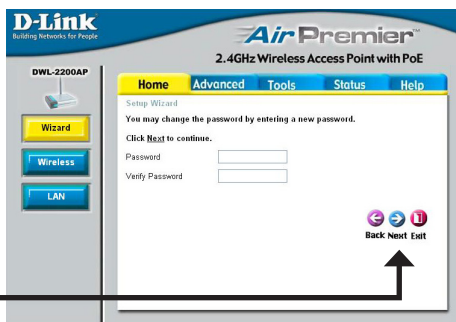 D-Link
Building Networks for People
Air Premier™
2.4GHz Wireless Access Point with PoE
DWL-2200AP
Home Advanced Tools Status Help
Setup Wizard
You may change the password by entering a new password.
Click Next to continue.
Password
Verify Password
Wizard
Wireless
LAN
Back Next Exit